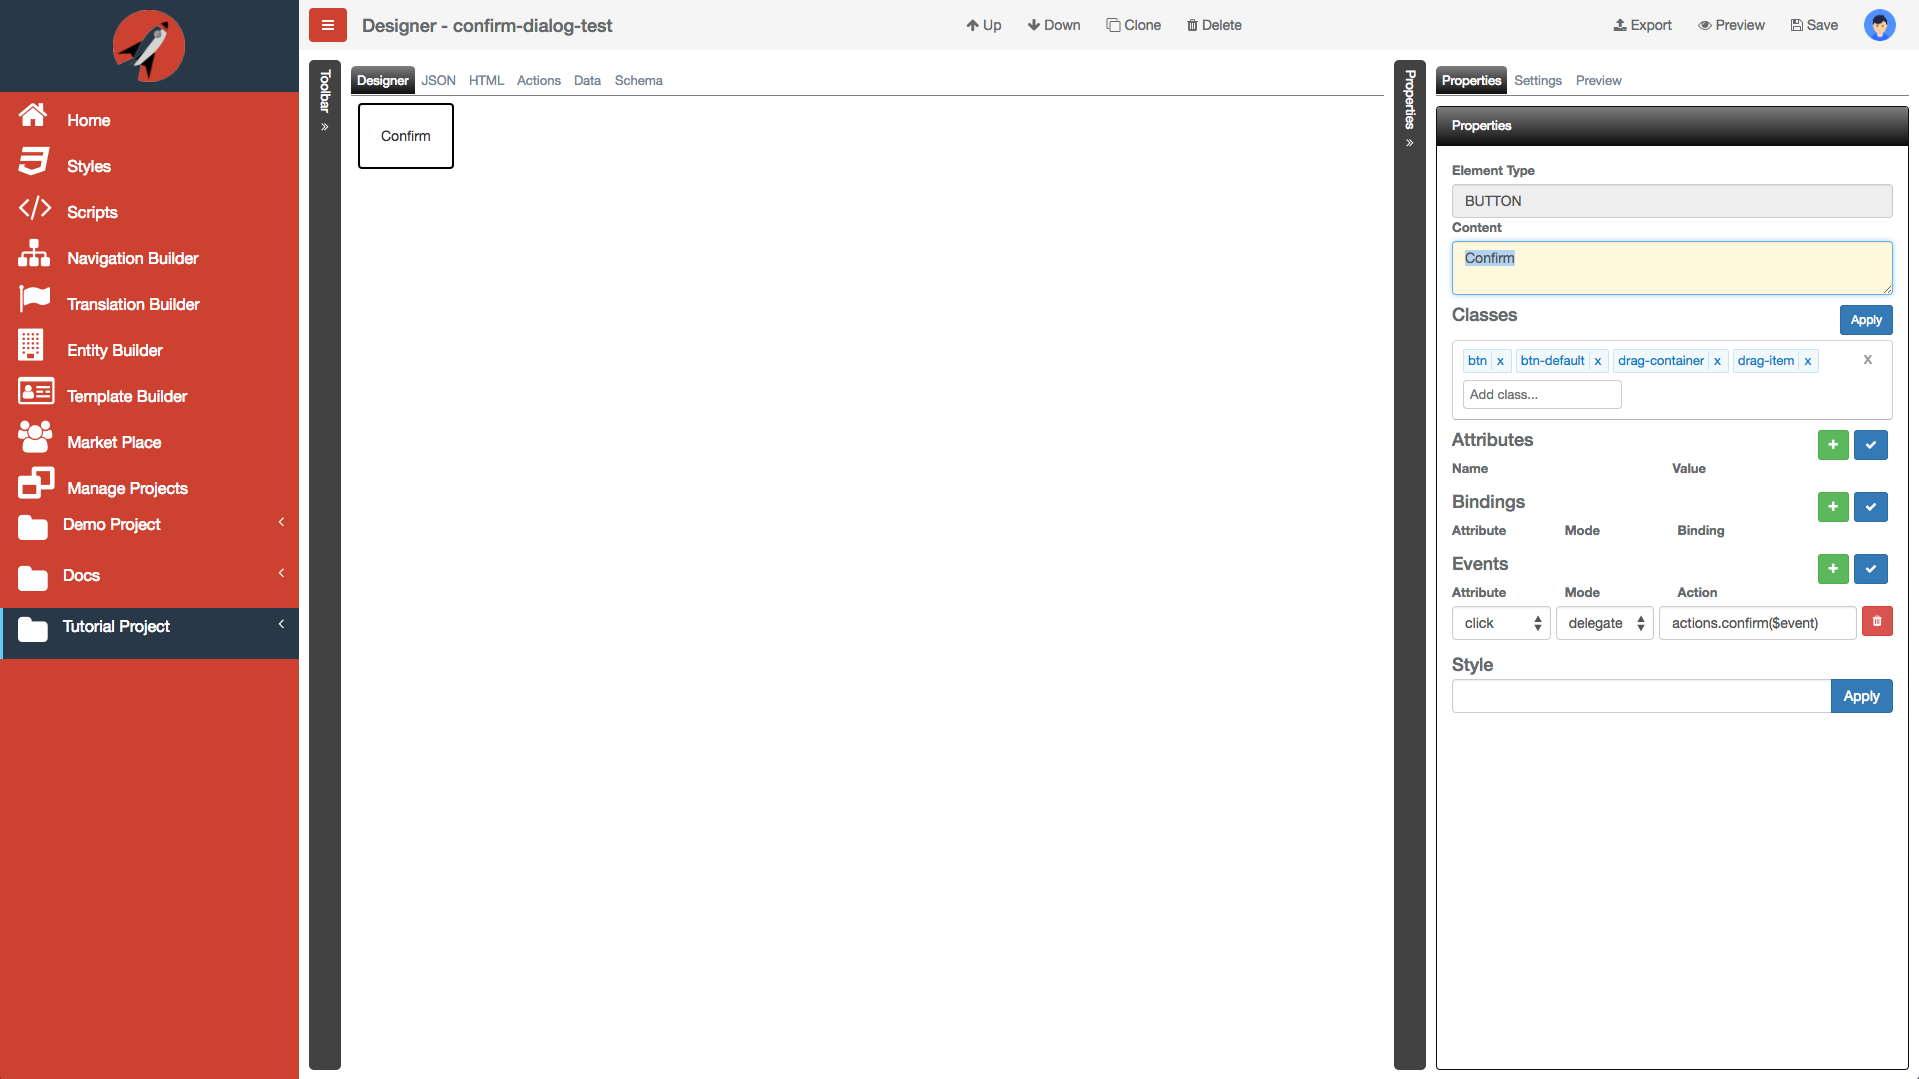 Designer - confirm-dialog-test
Up
Down
Clone
Delete
Export
Preview
Save
Home
Styles
Scripts
Navigation Builder
Translation Builder
Entity Builder
Template Builder
Market Place
Manage Projects
Demo Project
Docs
Tutorial Project
Toolbar
Designer JSON HTML Actions Data Schema
Confirm
Properties
Properties Settings Preview
Properties
Element Type
BUTTON
Content
Confirm
Classes
Apply
btn x btn-default x drag-container x drag-item x
x
Add class...
Attributes
Name Value
Bindings
Attribute Mode Binding
Events
Attribute Mode Action
click delegate actions.confirm($event)
Style
Apply